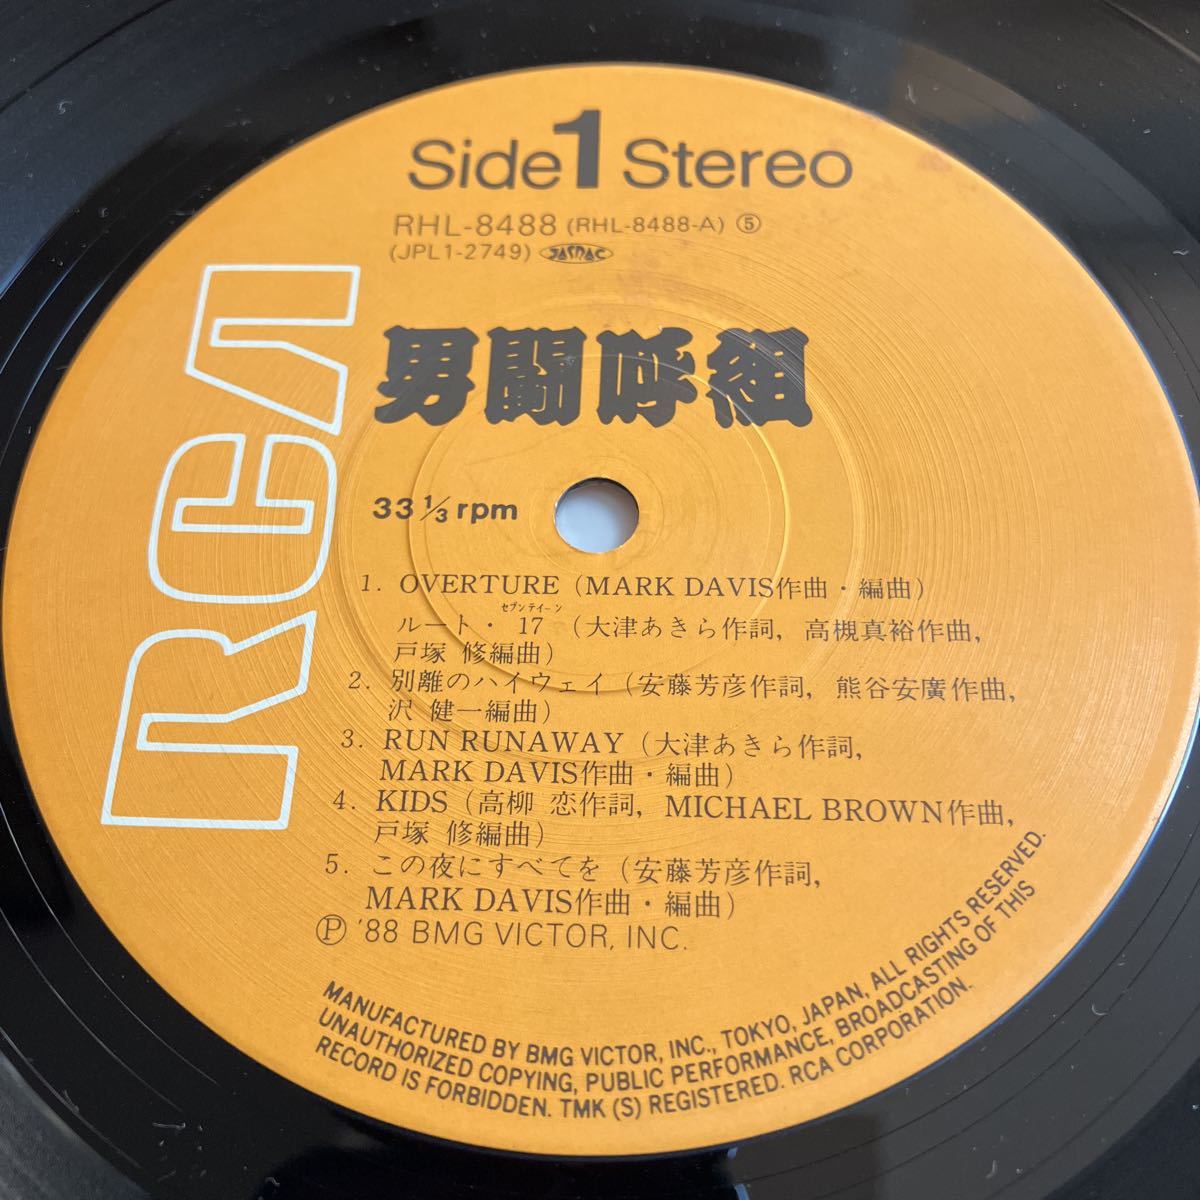 Side 1 Stereo
RHL-8488 (RHL-8488-A) ⑤
(JPL1-2749) JASRAC
RCA
男闘呼組
33 1/3 rpm
1. OVERTURE (MARK DAVIS作曲・編曲)
セブンティーン
ルート・17 (大津あきら作詞, 高槻真裕作曲,
戸塚 修編曲)
2. 別離のハイウェイ (安藤芳彦作詞, 熊谷安廣作曲,
沢 健一編曲)
3. RUN RUNAWAY (大津あきら作詞,
MARK DAVIS作曲・編曲)
4. KIDS (高柳 恋作詞, MICHAEL BROWN作曲,
戸塚 修編曲)
5. この夜にすべてを (安藤芳彦作詞,
MARK DAVIS作曲・編曲)
Ⓟ '88 BMG VICTOR, INC.
MANUFACTURED BY BMG VICTOR, INC., TOKYO, JAPAN, ALL RIGHTS RESERVED.
UNAUTHORIZED COPYING, PUBLIC PERFORMANCE, BROADCASTING OF THIS
RECORD IS FORBIDDEN. TMK (S) REGISTERED. RCA CORPORATION.